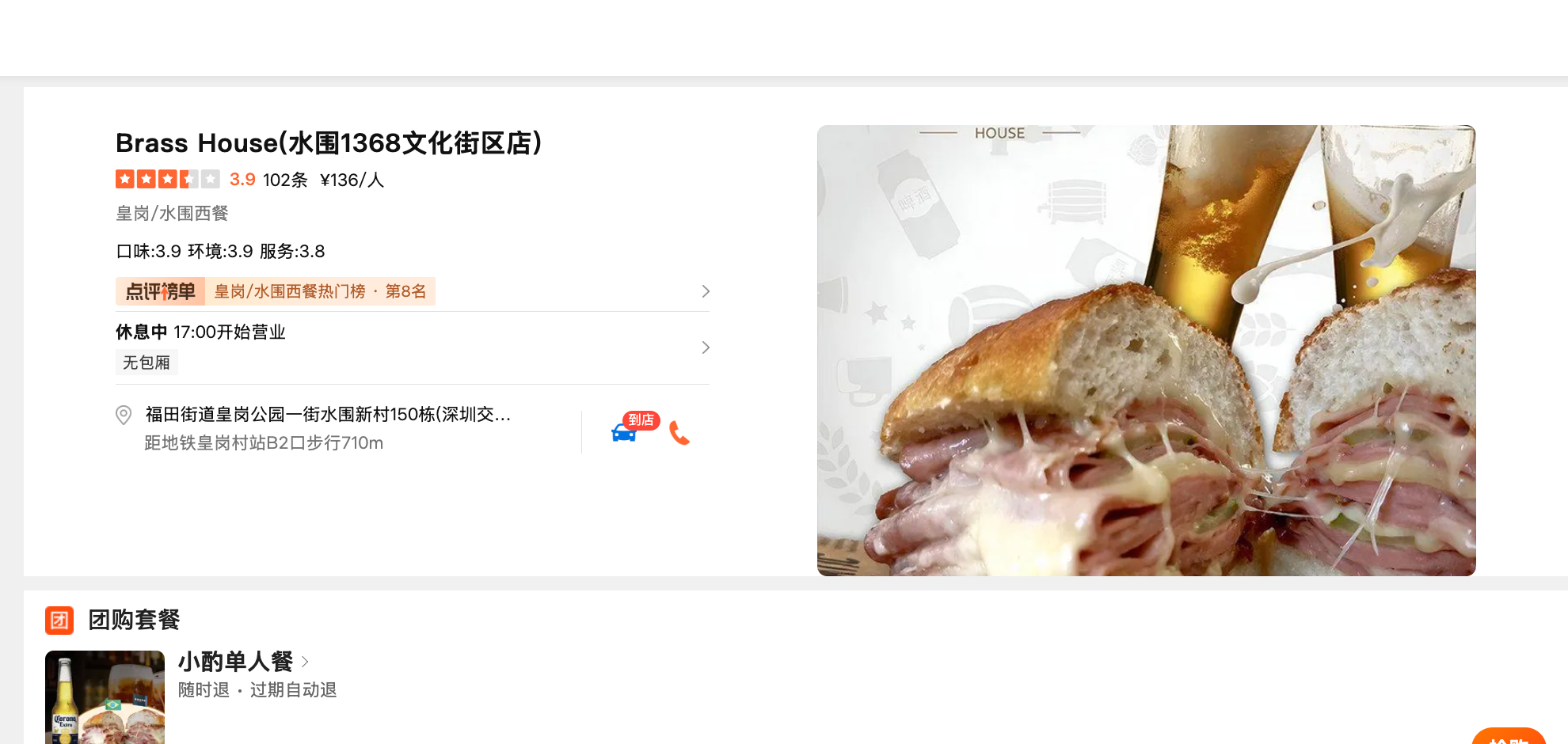 Brass House(水围1368文化街区店)
3.9 102条 ¥136/人
皇岗/水围西餐
口味:3.9 环境:3.9 服务:3.8
点评榜单 皇岗/水围西餐热门榜 · 第8名
休息中 17:00开始营业
无包厢
福田街道皇岗公园一街水围新村150栋(深圳交...
到店
距地铁皇岗村站B2口步行710m
HOUSE
啤酒
团 团购套餐
小酌单人餐
随时退 · 过期自动退
Corona
Extra
抢购